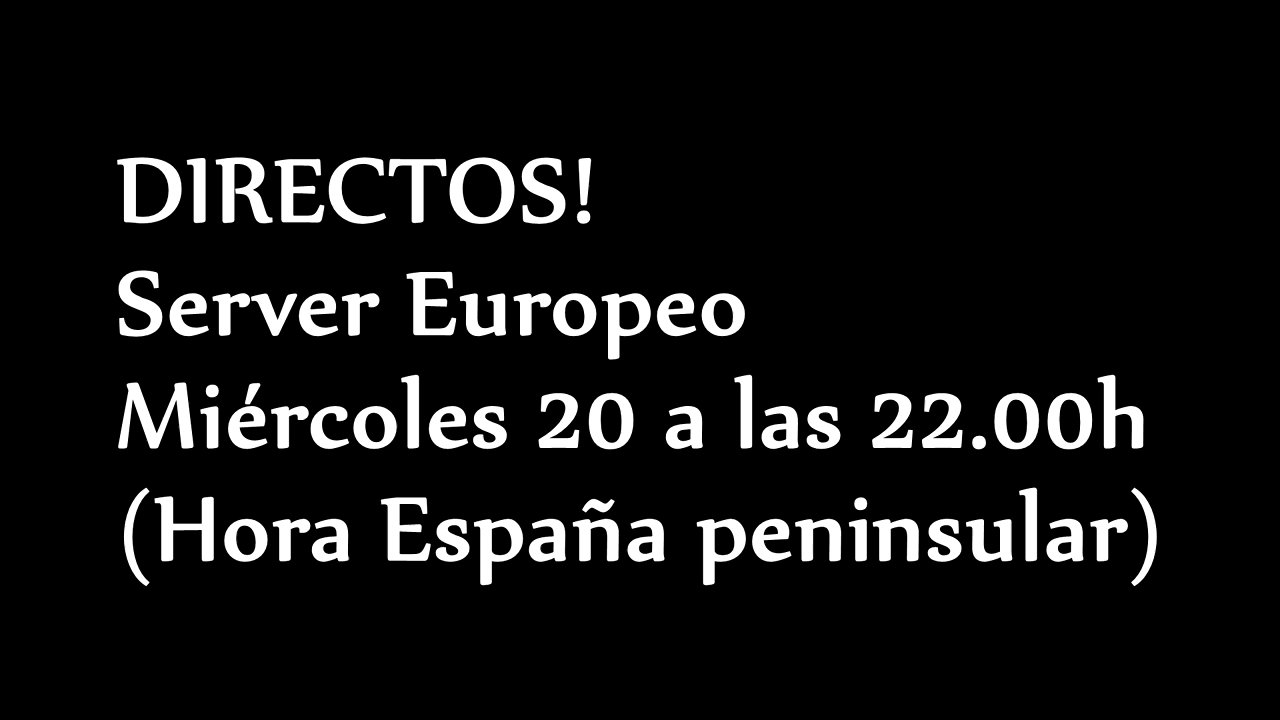 DIRECTOS!
Server Europeo
Miércoles 20 a las 22.00h
(Hora España peninsular)